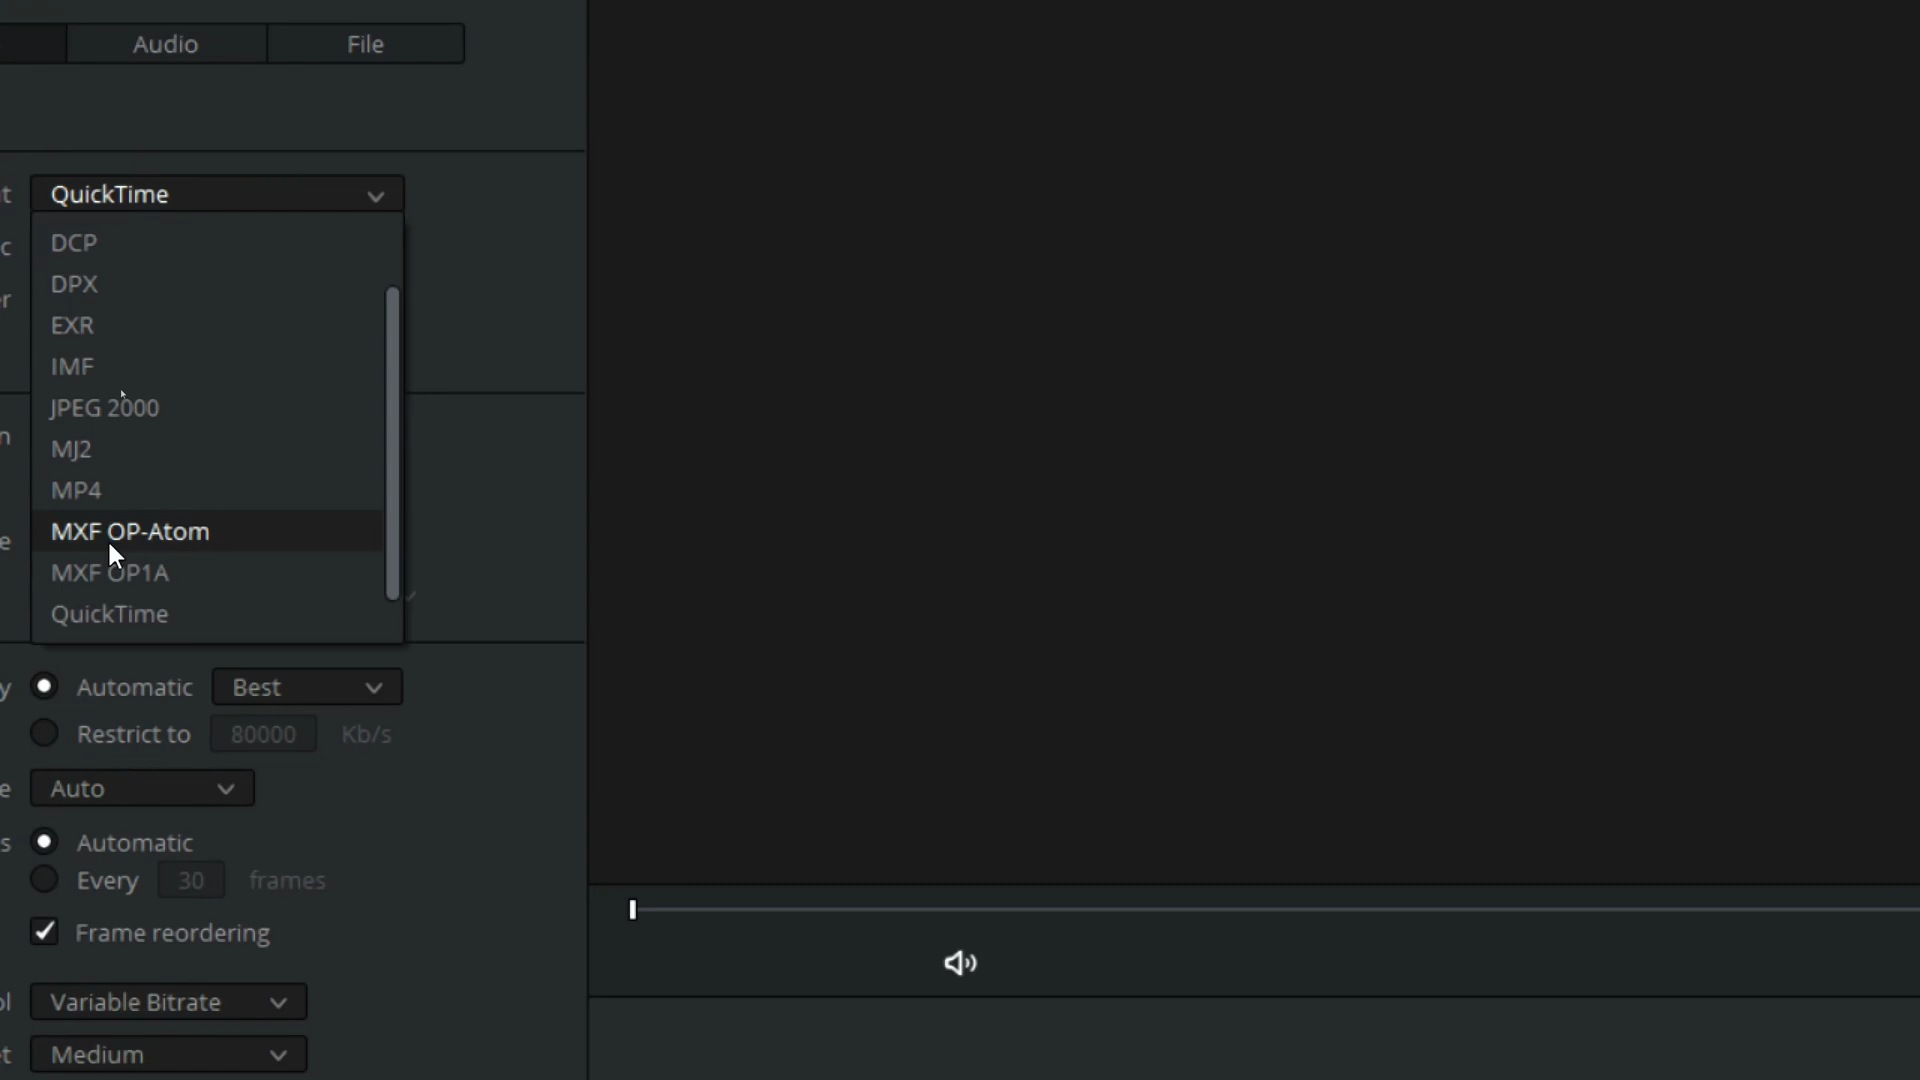 Audio File
QuickTime
DCP
DPX
EXR
IMF
JPEG 2000
MJ2
MP4
MXF OP-Atom
MXF OP1A
QuickTime
Automatic Best
Restrict to 80000 Kb/s
Auto
Automatic
Every 30 frames
Frame reordering
Variable Bitrate
Medium